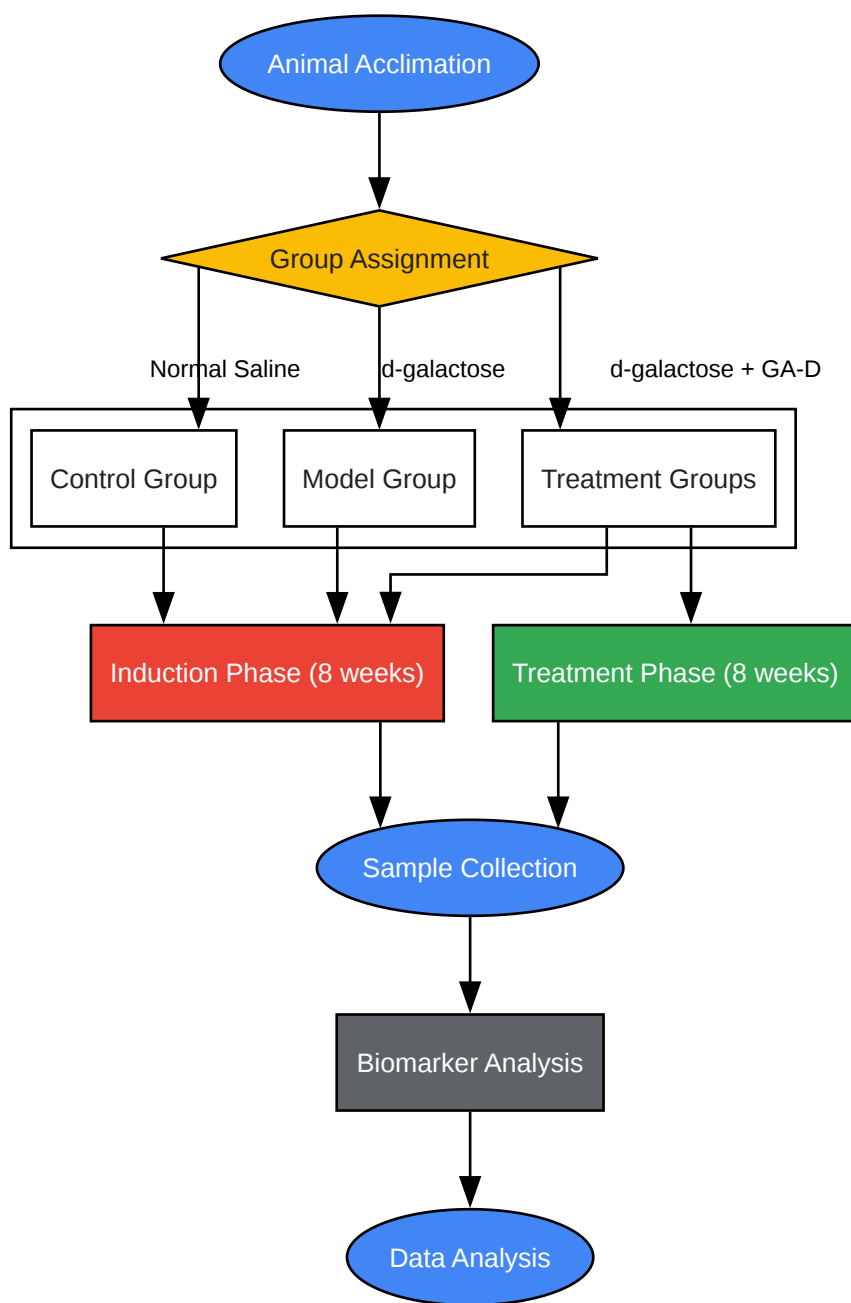 Animal Acclimation
Group Assignment
Normal Saline
d-galactose
d-galactose + GA-D
Control Group
Model Group
Treatment Groups
Induction Phase (8 weeks)
Treatment Phase (8 weeks)
Sample Collection
Biomarker Analysis
Data Analysis